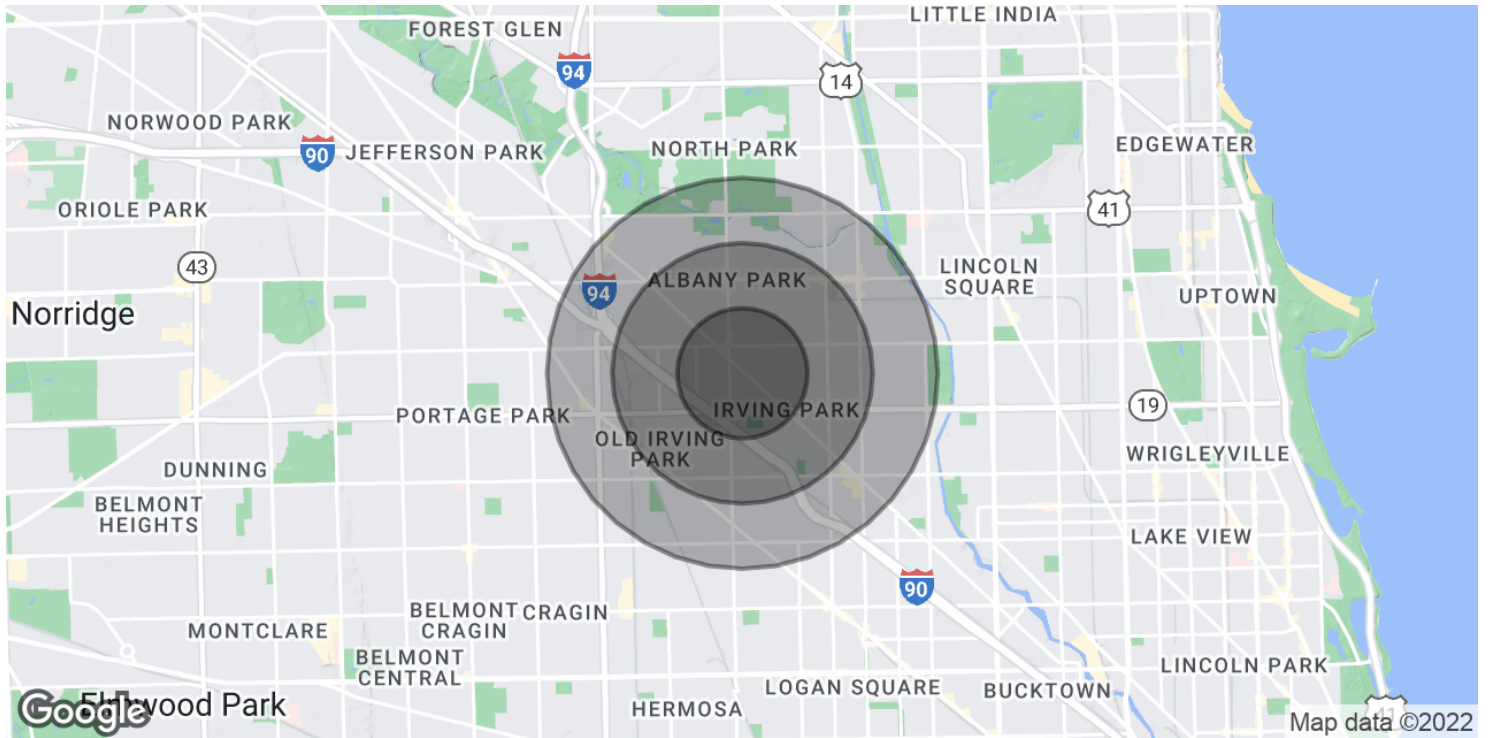 LITTLE INDIA
FOREST GLEN
94
14
NORWOOD PARK
90
JEFFERSON PARK
NORTH PARK
EDGEWATER
ORIOLE PARK
41
43
ALBANY PARK
LINCOLN
SQUARE
94
UPTOWN
Norridge
PORTAGE PARK
IRVING PARK
19
OLD IRVING
PARK
WRIGLEYVILLE
DUNNING
BELMONT
HEIGHTS
LAKE VIEW
90
BELMONT
CRAGIN
CRAGIN
MONTCLARE
BELMONT
CENTRAL
LINCOLN PARK
LOGAN SQUARE
BUCKTOWN
HERMOSA
Elmwood Park
Google
41
Map data ©2022